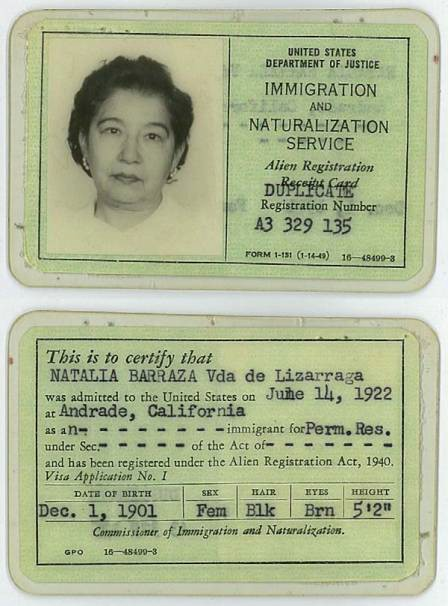 UNITED STATES
DEPARTMENT OF JUSTICE
IMMIGRATION
AND
NATURALIZATION
SERVICE
Alien Registration
Receipt Card
DUPLICATE
Registration Number
A3 329 135
FORM I-151 (1-14-49) 16—48499-3
This is to certify that
NATALIA BARRAZA Vda de Lizarraga
was admitted to the United States on June 14, 1922
at Andrade, California
as an- - - - - - - - immigrant for Perm. Res.
under Sec.- - - - - - of the Act of- - - - - - - -
and has been registered under the Alien Registration Act, 1940.
Visa Application No. I
DATE OF BIRTH SEX HAIR EYES HEIGHT
Dec. 1, 1901 Fem Blk Brn 5'2"
Commissioner of Immigration and Naturalization.
GPO 16—48499-3